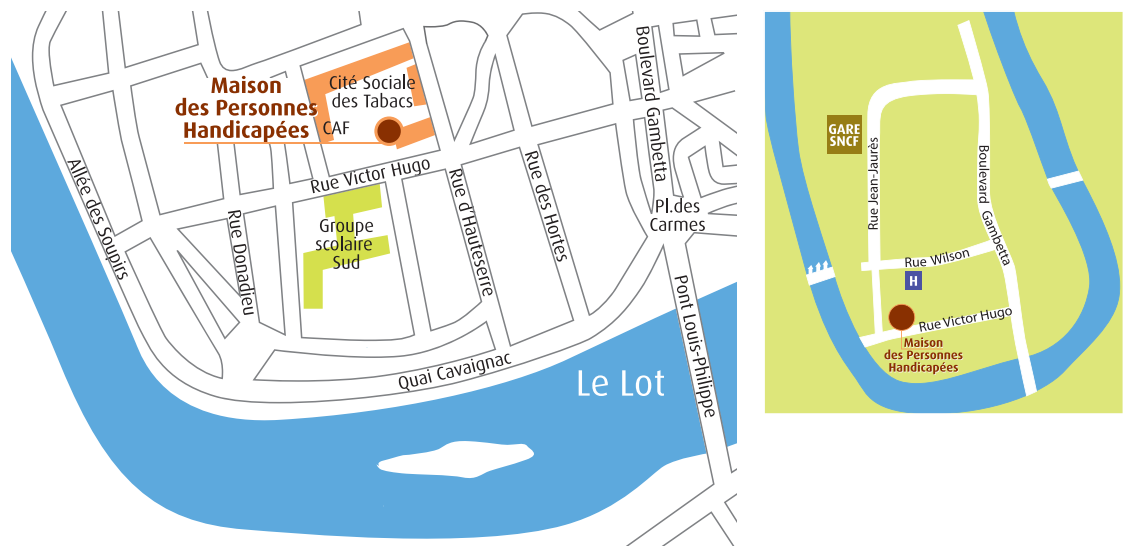 Maison
des Personnes
Handicapées
Cité Sociale
des Tabacs
CAF
Boulevard Gambetta
Allée des Soupirs
Rue Victor Hugo
Rue Donadieu
Groupe
scolaire
Sud
Rue d'Hauteserre
Rue des Hortes
Pl.des
Carmes
Pont Louis-Philippe
Quai Cavaignac
Le Lot
GARE
SNCF
Rue Jean-Jaurès
Boulevard Gambetta
Rue Wilson
H
Rue Victor Hugo
Maison
des Personnes
Handicapées